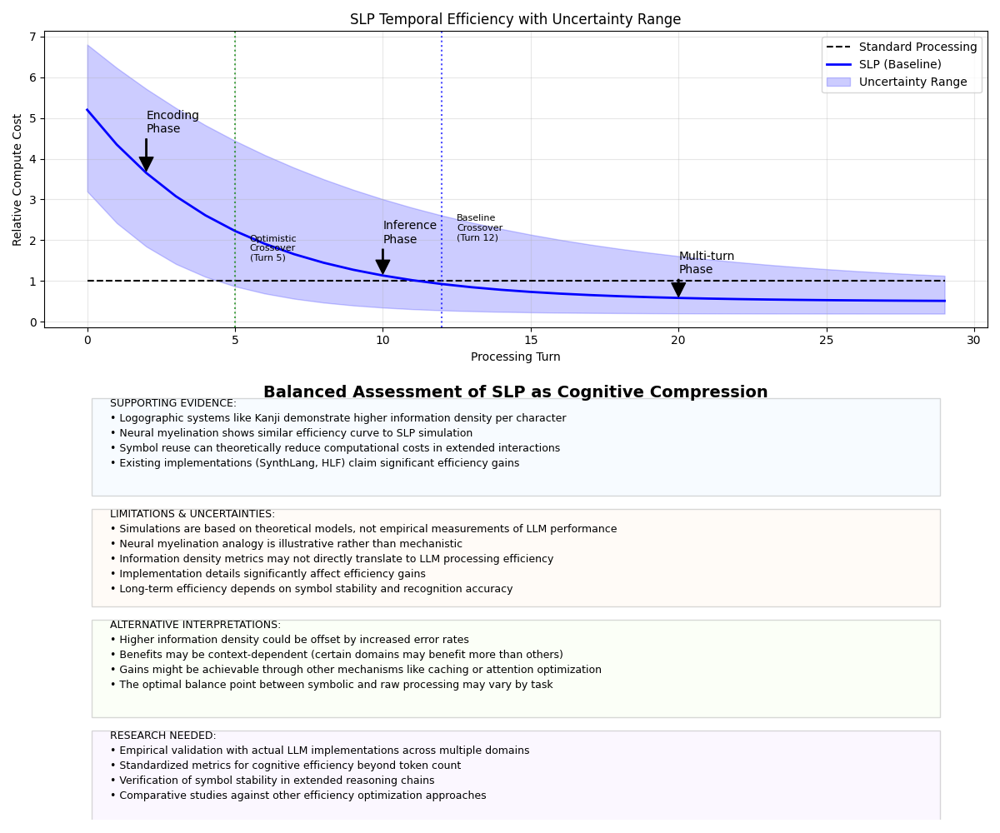 SLP Temporal Efficiency with Uncertainty Range
Relative Compute Cost
7
6
5
4
3
2
1
0
Standard Processing
SLP (Baseline)
Uncertainty Range
Encoding
Phase
Optimistic
Crossover
(Turn 5)
Inference
Phase
Baseline
Crossover
(Turn 12)
Multi-turn
Phase
0 5 10 15 20 25 30
Processing Turn
Balanced Assessment of SLP as Cognitive Compression
SUPPORTING EVIDENCE:
• Logographic systems like Kanji demonstrate higher information density per character
• Neural myelination shows similar efficiency curve to SLP simulation
• Symbol reuse can theoretically reduce computational costs in extended interactions
• Existing implementations (SynthLang, HLF) claim significant efficiency gains
LIMITATIONS & UNCERTAINTIES:
• Simulations are based on theoretical models, not empirical measurements of LLM performance
• Neural myelination analogy is illustrative rather than mechanistic
• Information density metrics may not directly translate to LLM processing efficiency
• Implementation details significantly affect efficiency gains
• Long-term efficiency depends on symbol stability and recognition accuracy
ALTERNATIVE INTERPRETATIONS:
• Higher information density could be offset by increased error rates
• Benefits may be context-dependent (certain domains may benefit more than others)
• Gains might be achievable through other mechanisms like caching or attention optimization
• The optimal balance point between symbolic and raw processing may vary by task
RESEARCH NEEDED:
• Empirical validation with actual LLM implementations across multiple domains
• Standardized metrics for cognitive efficiency beyond token count
• Verification of symbol stability in extended reasoning chains
• Comparative studies against other efficiency optimization approaches